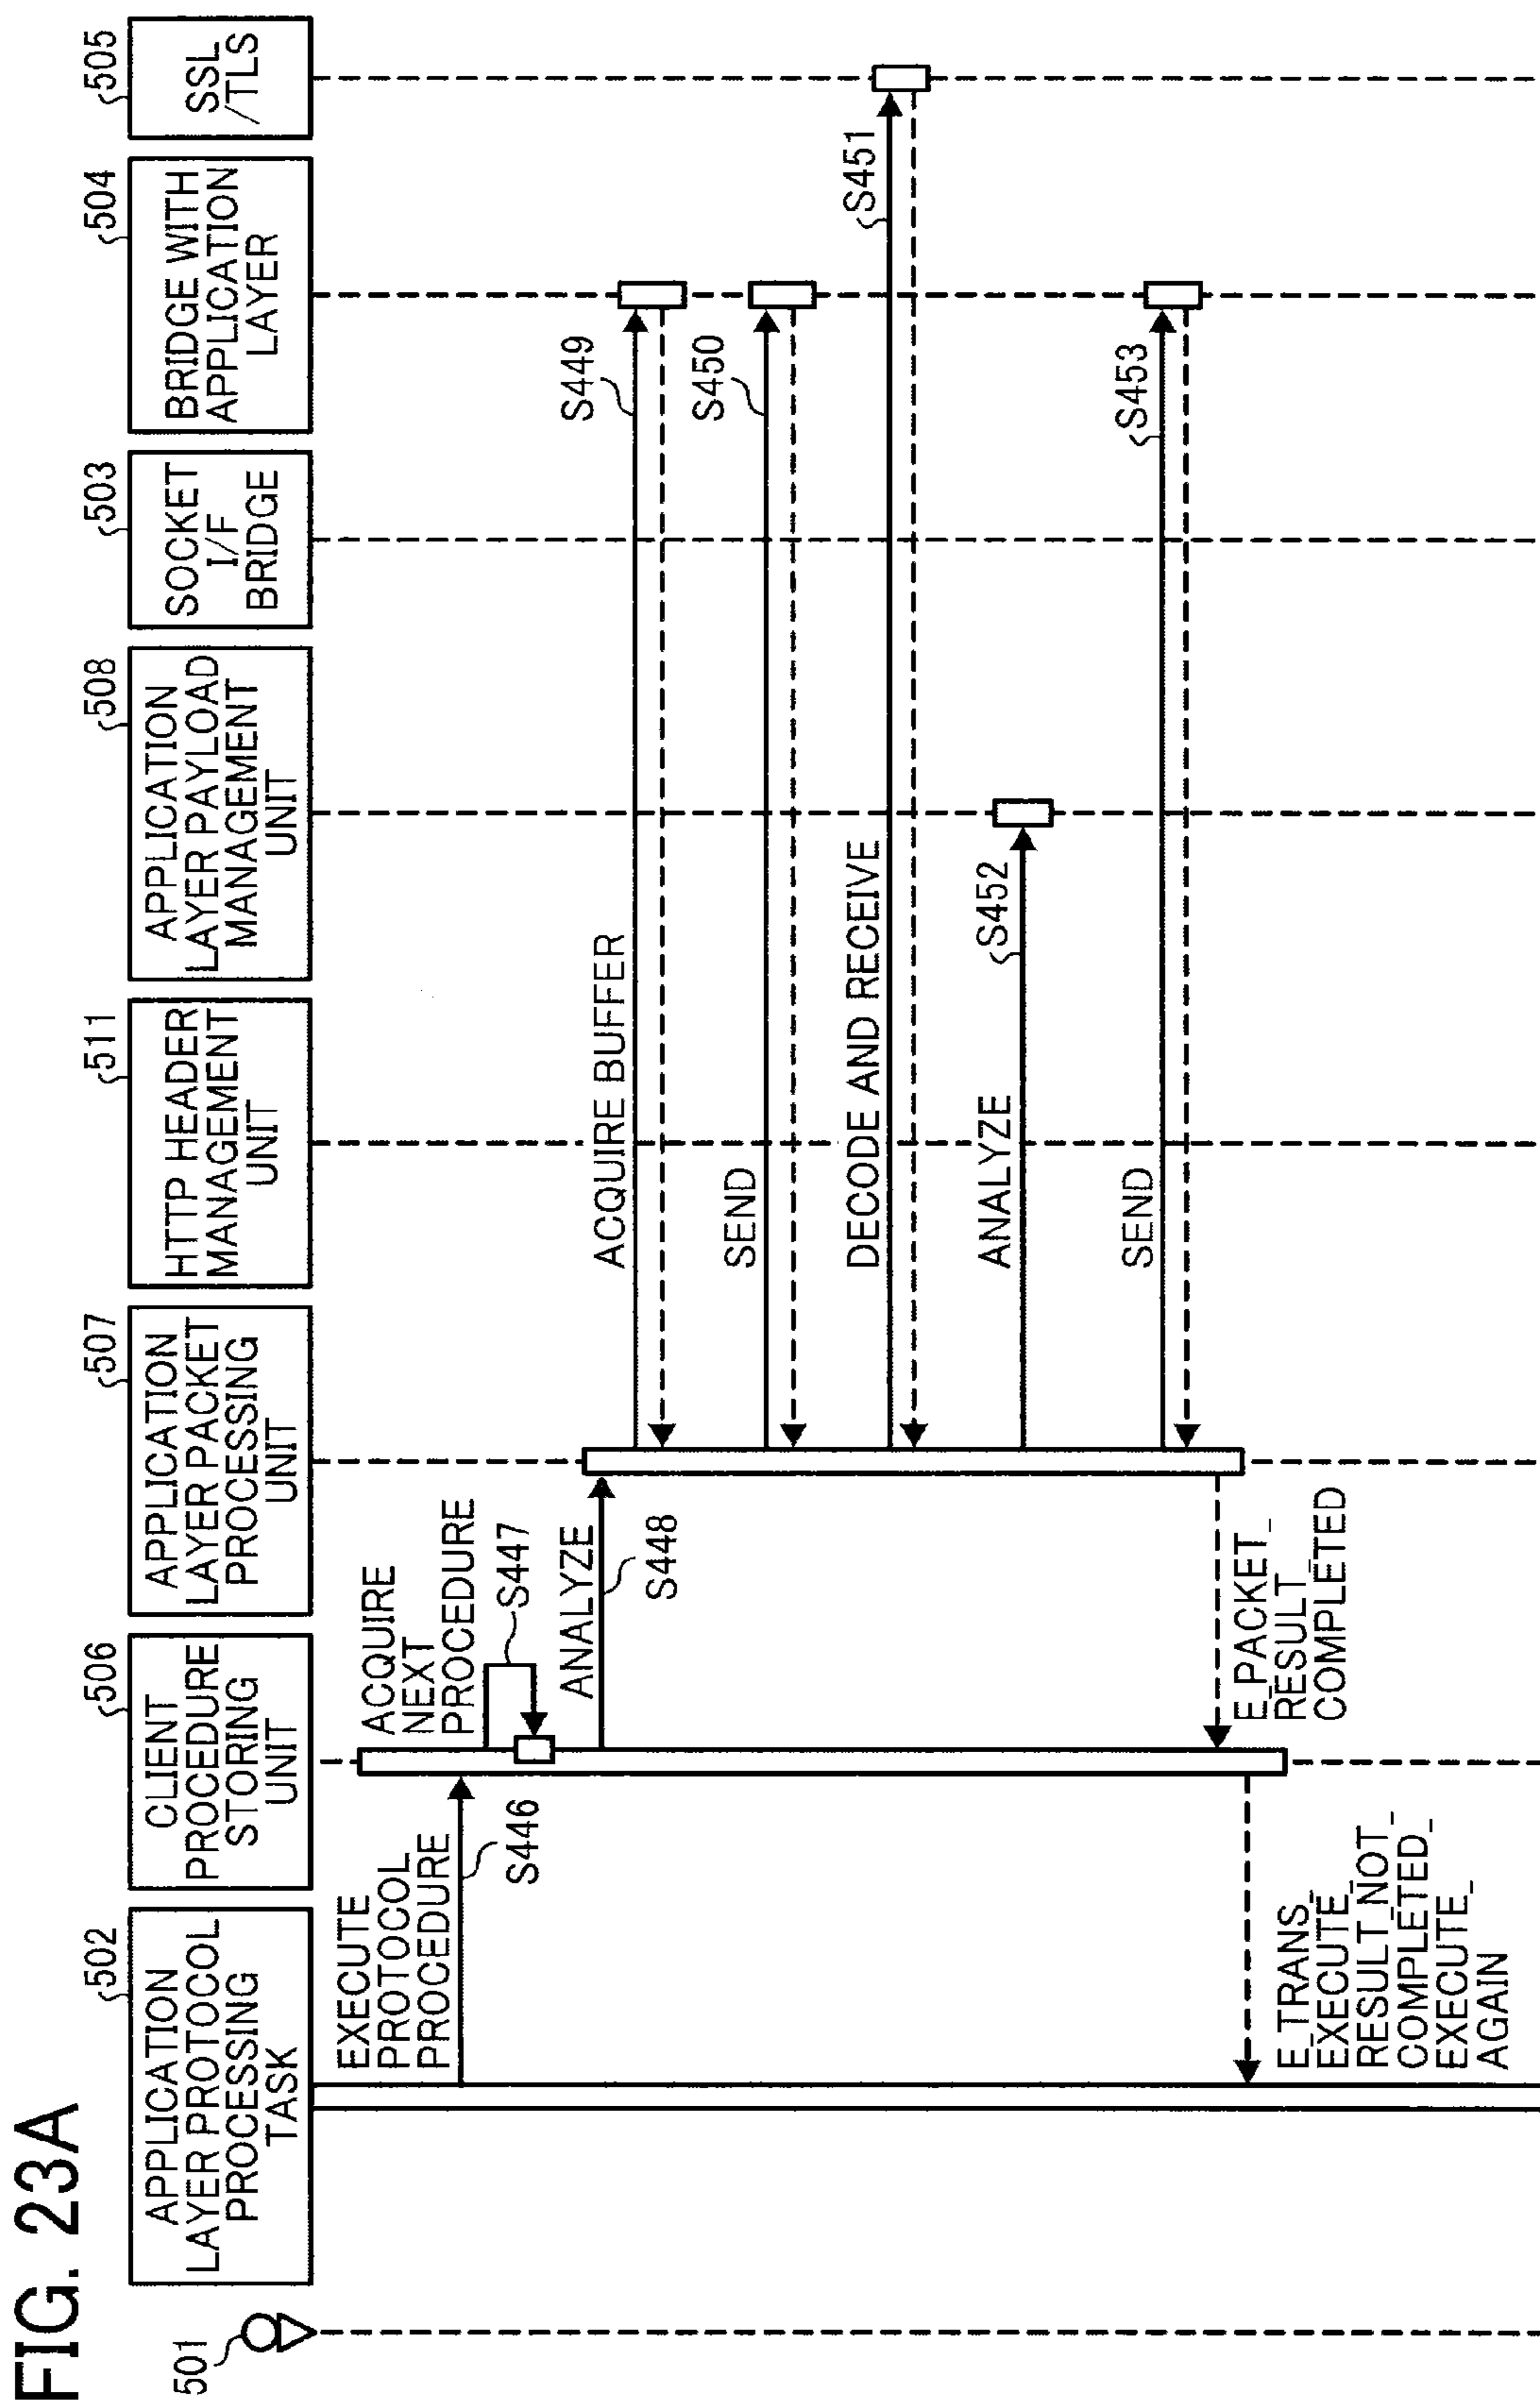 FIG. 23A
501
502
APPLICATION
LAYER PROTOCOL
PROCESSING
TASK
506
CLIENT
PROCEDURE
STORING
UNIT
507
APPLICATION
LAYER PACKET
PROCESSING
UNIT
511
HTTP HEADER
MANAGEMENT
UNIT
508
APPLICATION
LAYER PAYLOAD
MANAGEMENT
UNIT
503
SOCKET
I/F
BRIDGE
504
BRIDGE WITH
APPLICATION
LAYER
505
SSL
/TLS
EXECUTE
PROTOCOL
PROCEDURE
S446
ACQUIRE
NEXT
PROCEDURE
S447
ANALYZE
S448
ACQUIRE BUFFER
S449
SEND
S450
DECODE AND RECEIVE
S451
ANALYZE
S452
SEND
S453
E_PACKET_
RESULT_
COMPLETED
E_TRANS_
EXECUTE_
RESULT_NOT_
COMPLETED_
EXECUTE_
AGAIN